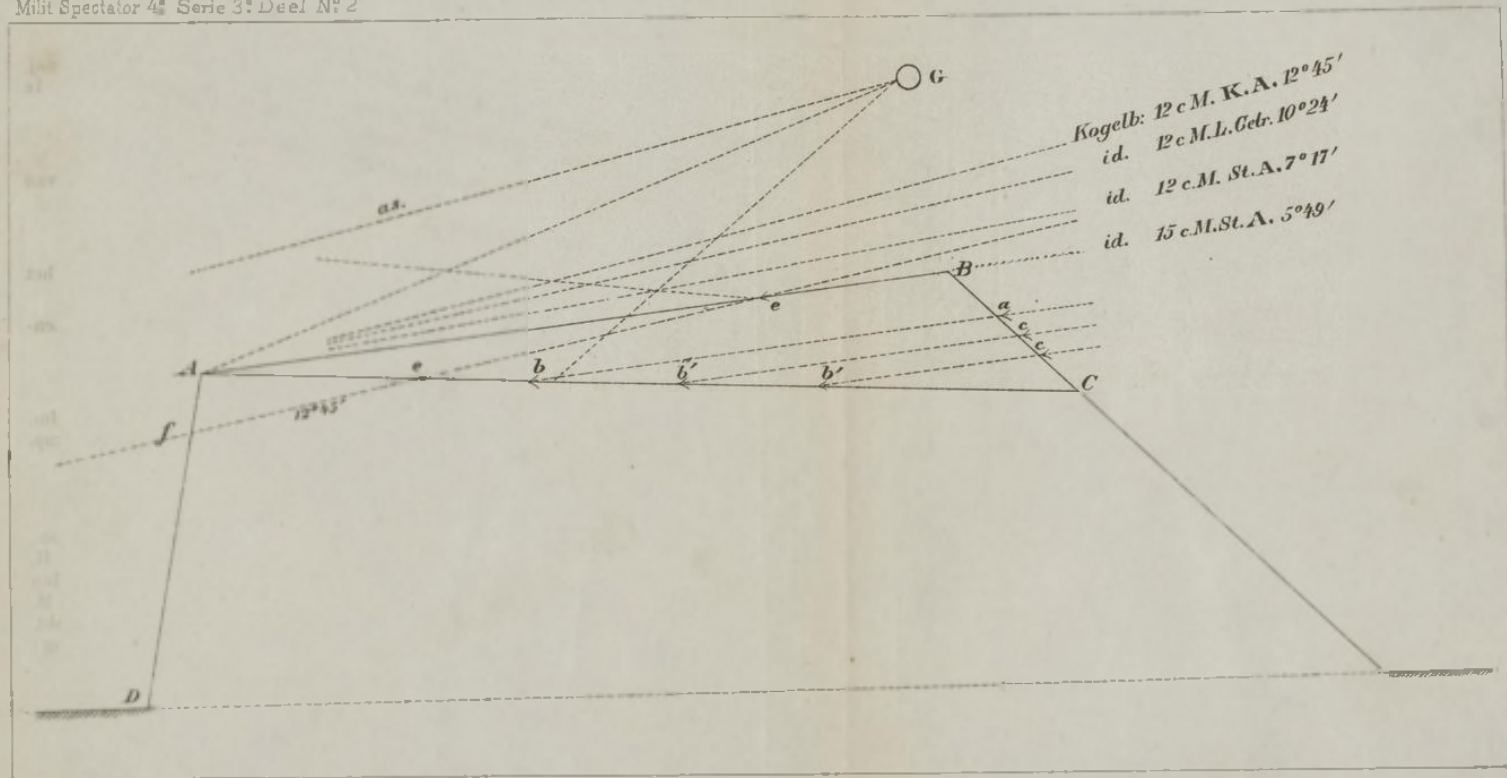 Milit Spectator 4e Serie 3e Deel No 2
G
Kogelb: 12 c M. K.A. 12°45′
id. 12 c M.L. Getr. 10°24′
id. 12 c.M. St.A. 7°17′
id. 15 c.M. St.A. 5°49′
as.
B
e
a
c
c
A
e
b
b′
b′
C
12°45′
f
D